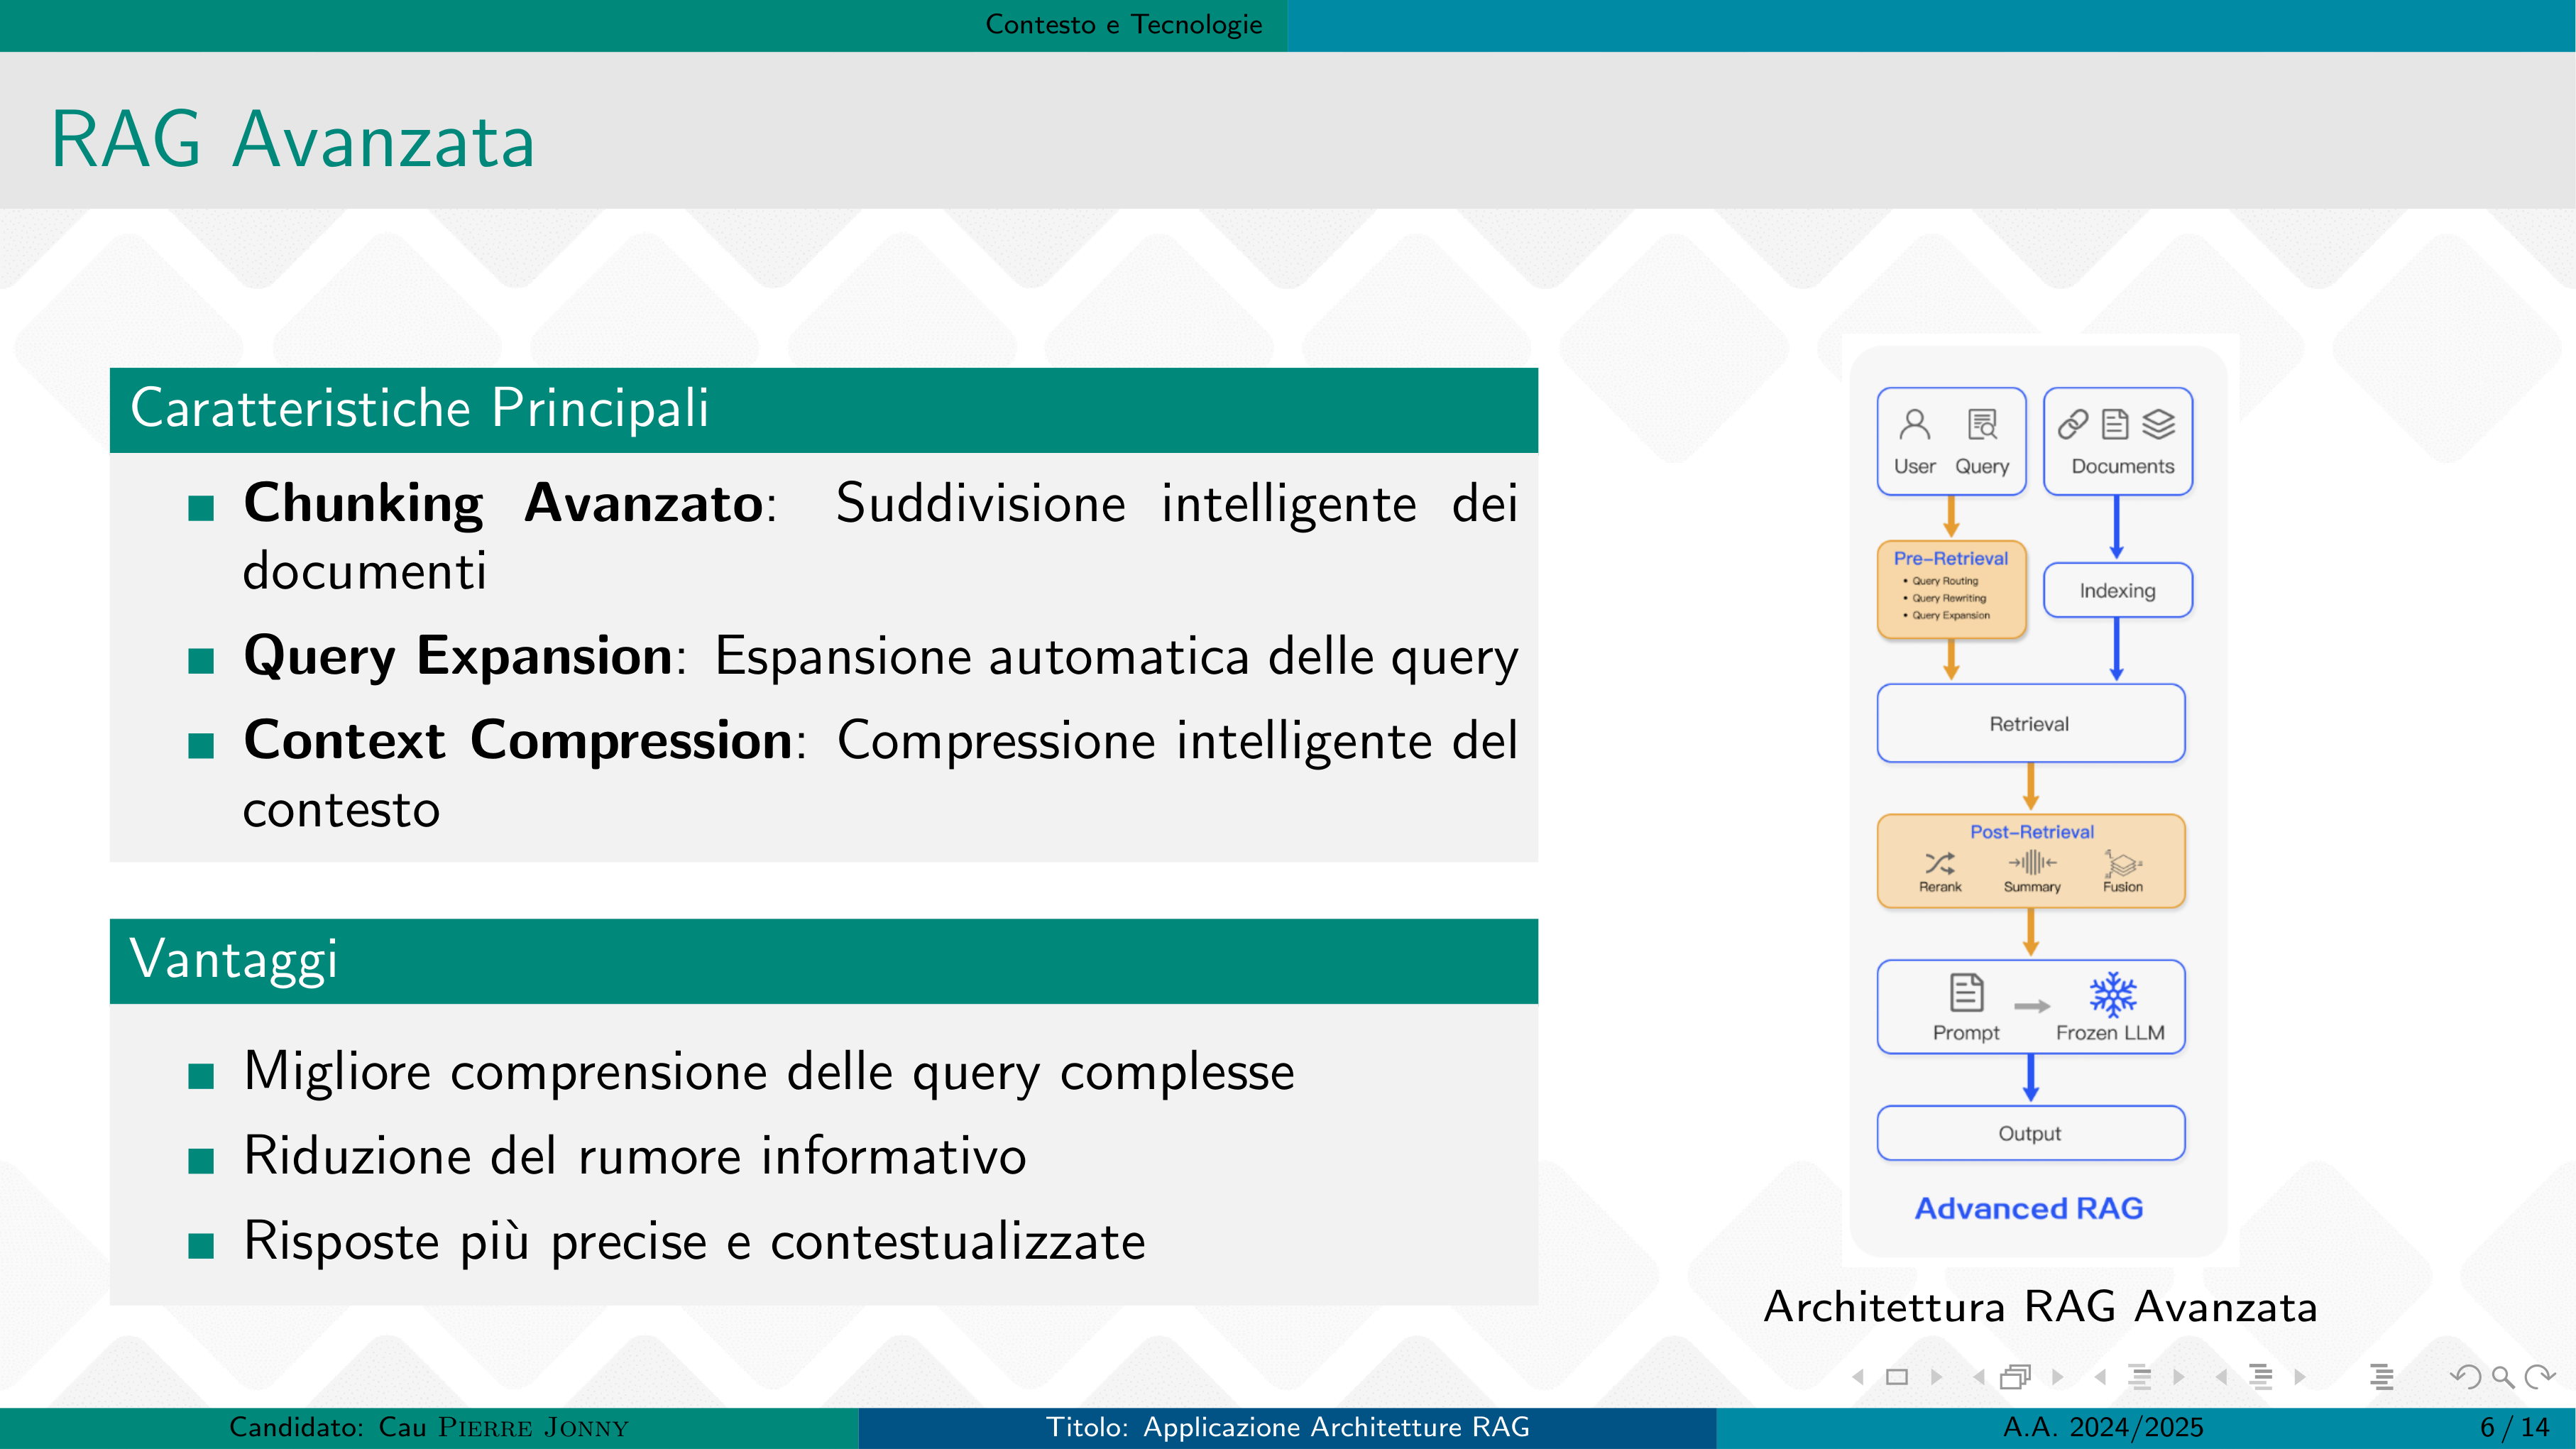 Contesto e Tecnologie
RAG Avanzata
Caratteristiche Principali
Chunking Avanzato: Suddivisione intelligente dei
documenti
Query Expansion: Espansione automatica delle query
Context Compression: Compressione intelligente del
contesto
Vantaggi
Migliore comprensione delle query complesse
Riduzione del rumore informativo
Risposte più precise e contestualizzate
User Query
Documents
Pre-Retrieval
• Query Routing
• Query Rewriting
• Query Expansion
Indexing
Retrieval
Post-Retrieval
Rerank Summary Fusion
Prompt Frozen LLM
Output
Advanced RAG
Architettura RAG Avanzata
Candidato: Cau Pierre Jonny
Titolo: Applicazione Architetture RAG
A.A. 2024/2025
6 / 14